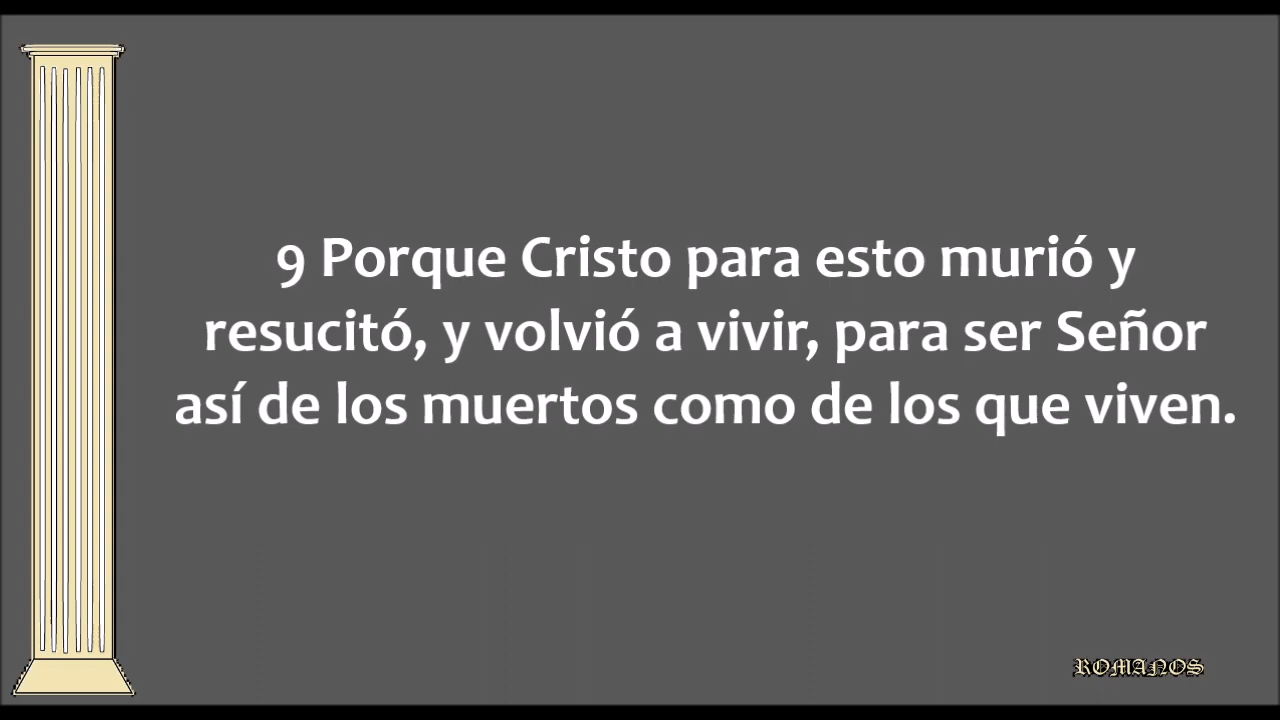 9 Porque Cristo para esto murió y
resucitó, y volvió a vivir, para ser Señor
así de los muertos como de los que viven.
ROMANOS